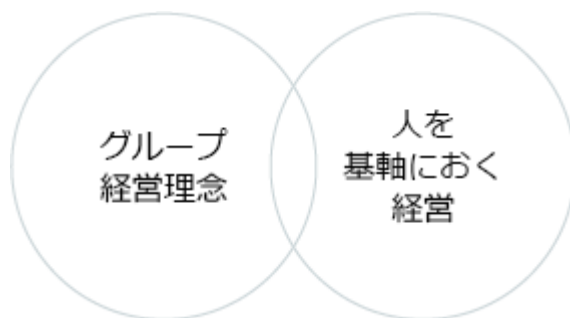 グループ
経営理念
人を
基軸におく
経営